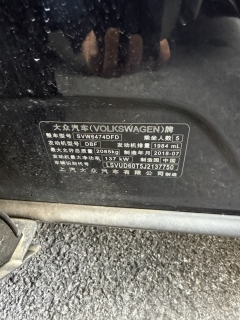 大众汽车(VOLKSWAGEN)牌
整车型号 SVW6474DFD 乘坐人数 5
发动机型号 DBF 发动机排量 1984 mL
最大允许总质量 2085kg 制造年月 2018-07
发动机最大净功率 137 kW 制造国 中国
车辆识别代号 LSVUD60T5J2137750
上汽大众汽车有限公司 制造